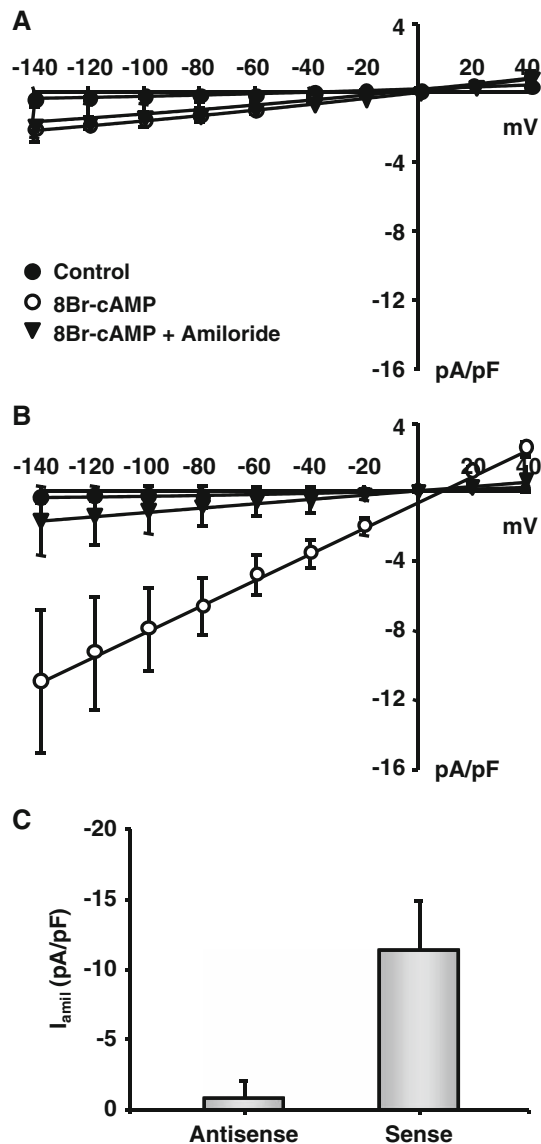 A
4
-140 -120 -100 -80 -60 -40 -20 20 40
mV
-4
-8
Control
8Br-cAMP
-12
8Br-cAMP + Amiloride
-16 pA/pF
B
4
-140 -120 -100 -80 -60 -40 -20 20 40
mV
-4
-8
-12
-16 pA/pF
C
-20
-15
-10
-5
0
I_amil (pA/pF)
Antisense Sense